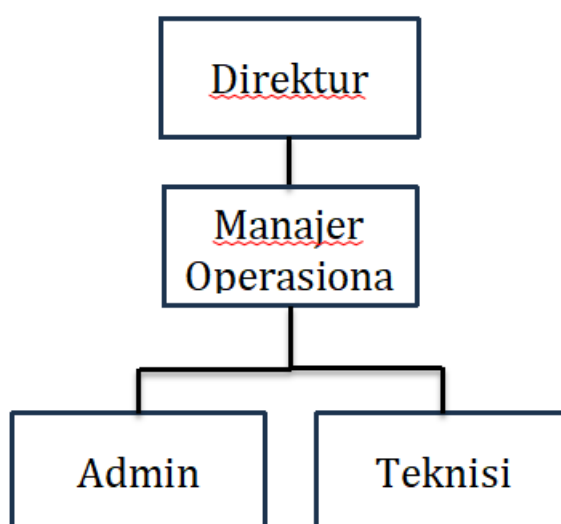 Direktur
Manajer
Operasiona
Admin
Teknisi